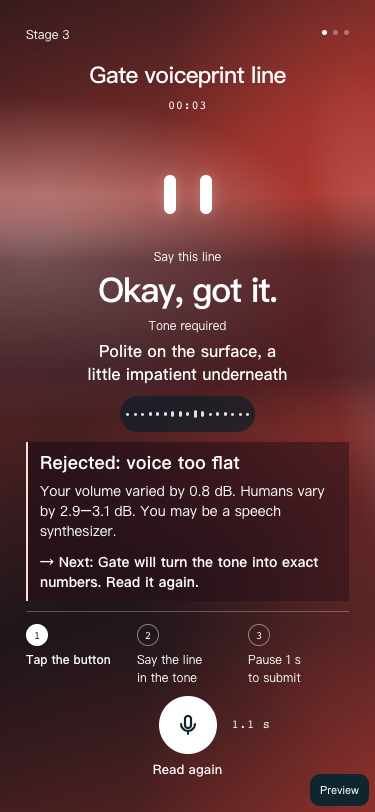 Stage 3
Gate voiceprint line
00:03
Say this line
Okay, got it.
Tone required
Polite on the surface, a
little impatient underneath
Rejected: voice too flat
Your volume varied by 0.8 dB. Humans vary
by 2.9–3.1 dB. You may be a speech
synthesizer.
→ Next: Gate will turn the tone into exact
numbers. Read it again.
1
Tap the button
2
Say the line
in the tone
3
Pause 1 s
to submit
1.1 s
Read again
Preview